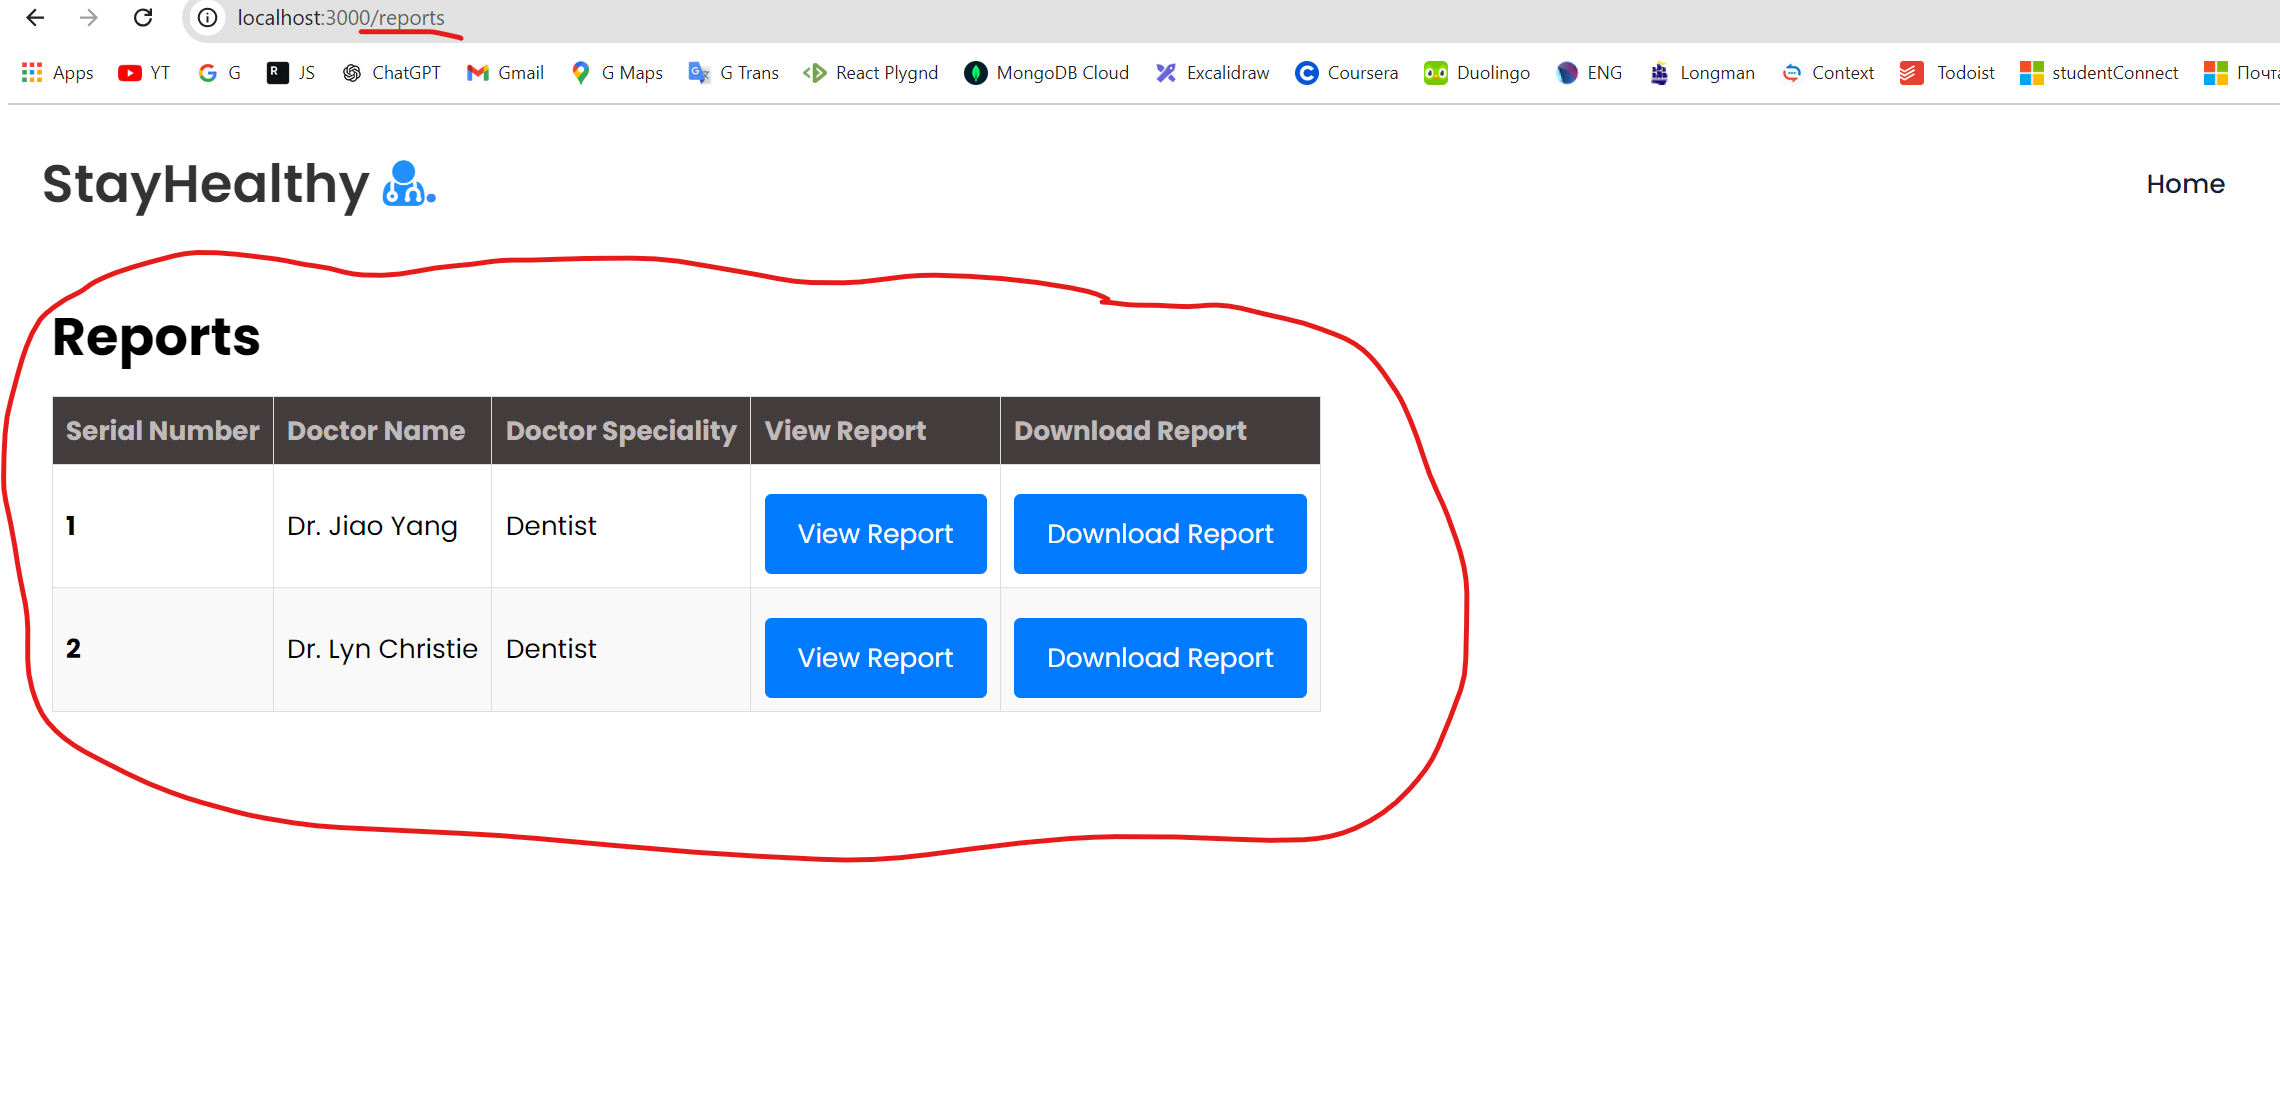 localhost:3000/reports
Apps YT G JS ChatGPT Gmail G Maps G Trans React Plygnd MongoDB Cloud Excalidraw Coursera Duolingo ENG Longman Context Todoist studentConnect
StayHealthy Home
Reports
Serial Number Doctor Name Doctor Speciality View Report Download Report
1 Dr. Jiao Yang Dentist View Report Download Report
2 Dr. Lyn Christie Dentist View Report Download Report